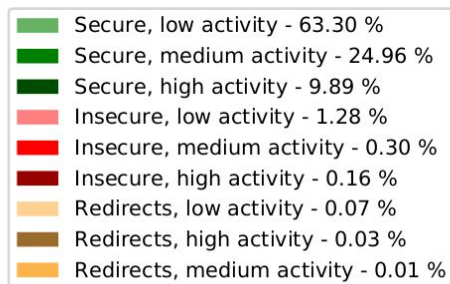 Secure, low activity - 63.30 %
Secure, medium activity - 24.96 %
Secure, high activity - 9.89 %
Insecure, low activity - 1.28 %
Insecure, medium activity - 0.30 %
Insecure, high activity - 0.16 %
Redirects, low activity - 0.07 %
Redirects, high activity - 0.03 %
Redirects, medium activity - 0.01 %